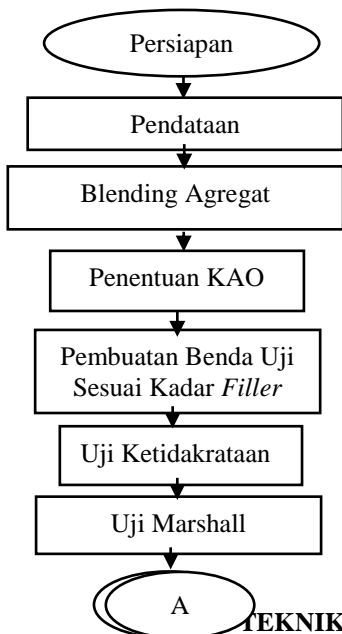 Persiapan
Pendataan
Blending Agregat
Penentuan KAO
Pembuatan Benda Uji
Sesuai Kadar Filler
Uji Ketidakrataan
Uji Marshall
A
TEKNIK